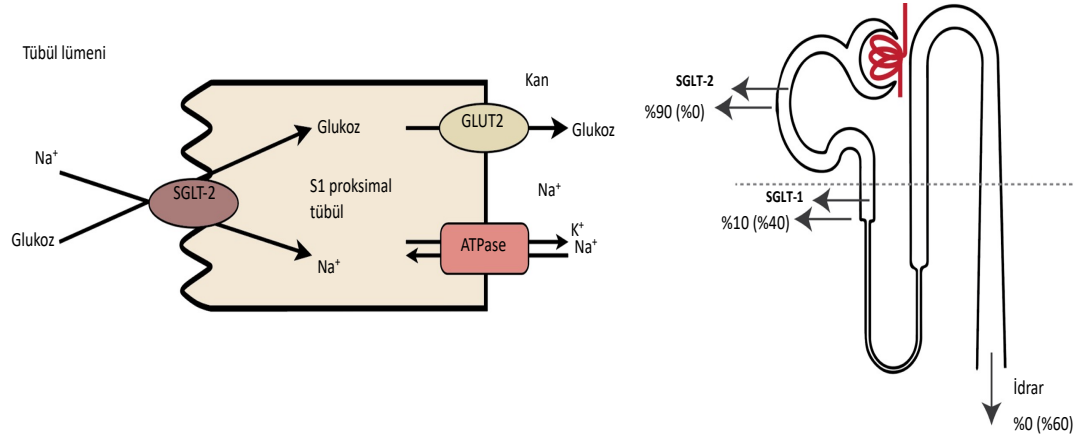 Tübül lümeni
Na⁺
Glukoz
SGLT-2
Glukoz
S1 proksimal
tübül
Na⁺
Kan
GLUT2
Glukoz
Na⁺
ATPase
K⁺
Na⁺
SGLT-2
%90 (%0)
SGLT-1
%10 (%40)
İdrar
%0 (%60)